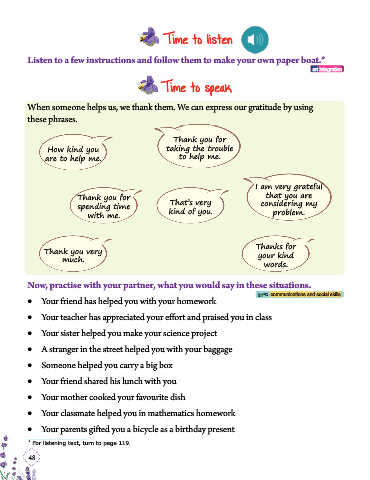 Time to listen
Listen to a few instructions and follow them to make your own paper boat.*
Time to speak
When someone helps us, we thank them. We can express our gratitude by using
these phrases.
How kind you
are to help me.
Thank you for
taking the trouble
to help me.
I am very grateful
that you are
considering my
problem.
Thank you for
spending time
with me.
That's very
kind of you.
Thank you very
much.
Thanks for
your kind
words.
Now, practise with your partner, what you would say in these situations.
communications and social skills
• Your friend has helped you with your homework
• Your teacher has appreciated your effort and praised you in class
• Your sister helped you make your science project
• A stranger in the street helped you with your baggage
• Someone helped you carry a big box
• Your friend shared his lunch with you
• Your mother cooked your favourite dish
• Your classmate helped you in mathematics homework
• Your parents gifted you a bicycle as a birthday present
* For listening text, turn to page 119.
48